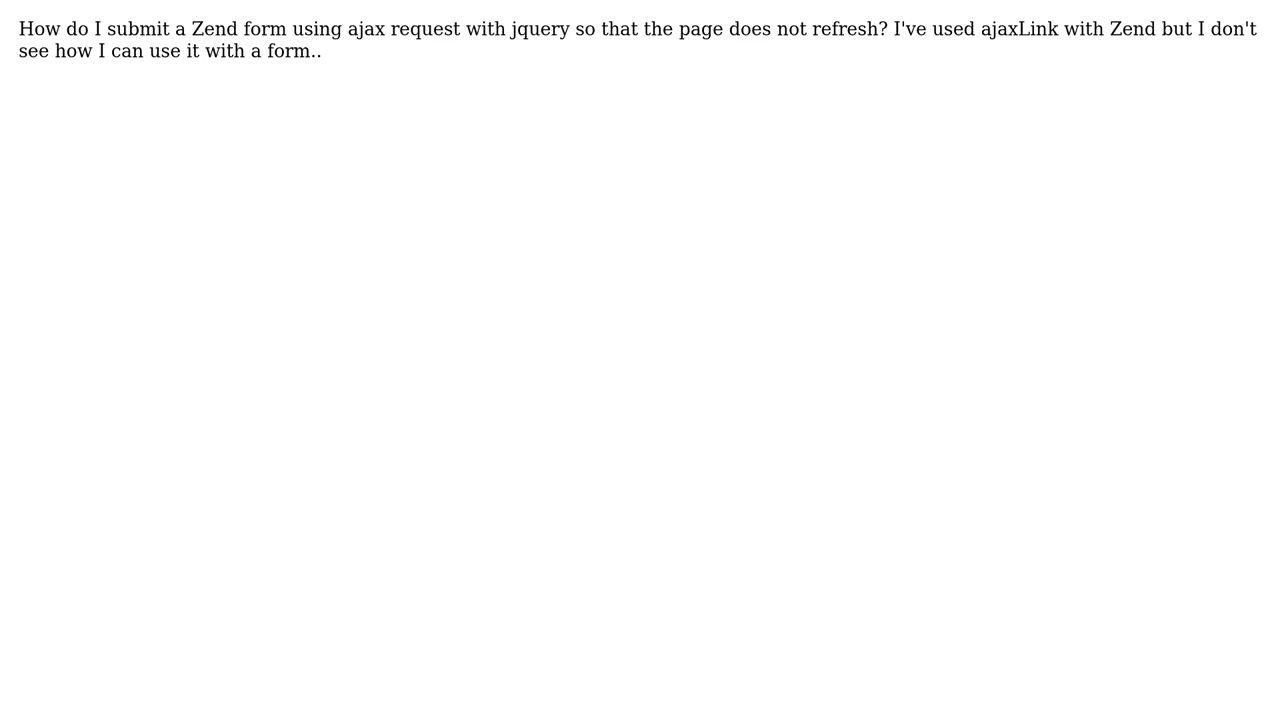 How do I submit a Zend form using ajax request with jquery so that the page does not refresh? I've used ajaxLink with Zend but I don't
see how I can use it with a form..